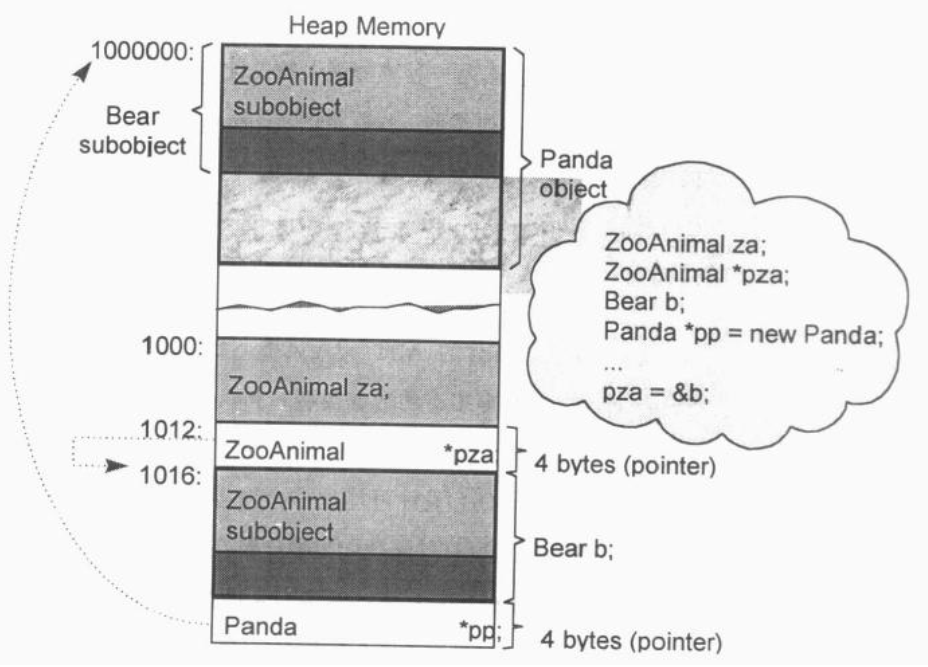 Heap Memory
1000000:
ZooAnimal
subobject
Bear
subobject
Panda
object
ZooAnimal za;
ZooAnimal *pza;
Bear b;
Panda *pp = new Panda;
...
pza = &b;
1000:
ZooAnimal za;
1012:
ZooAnimal *pza
4 bytes (pointer)
1016:
ZooAnimal
subobject
Bear b;
Panda *pp;
4 bytes (pointer)